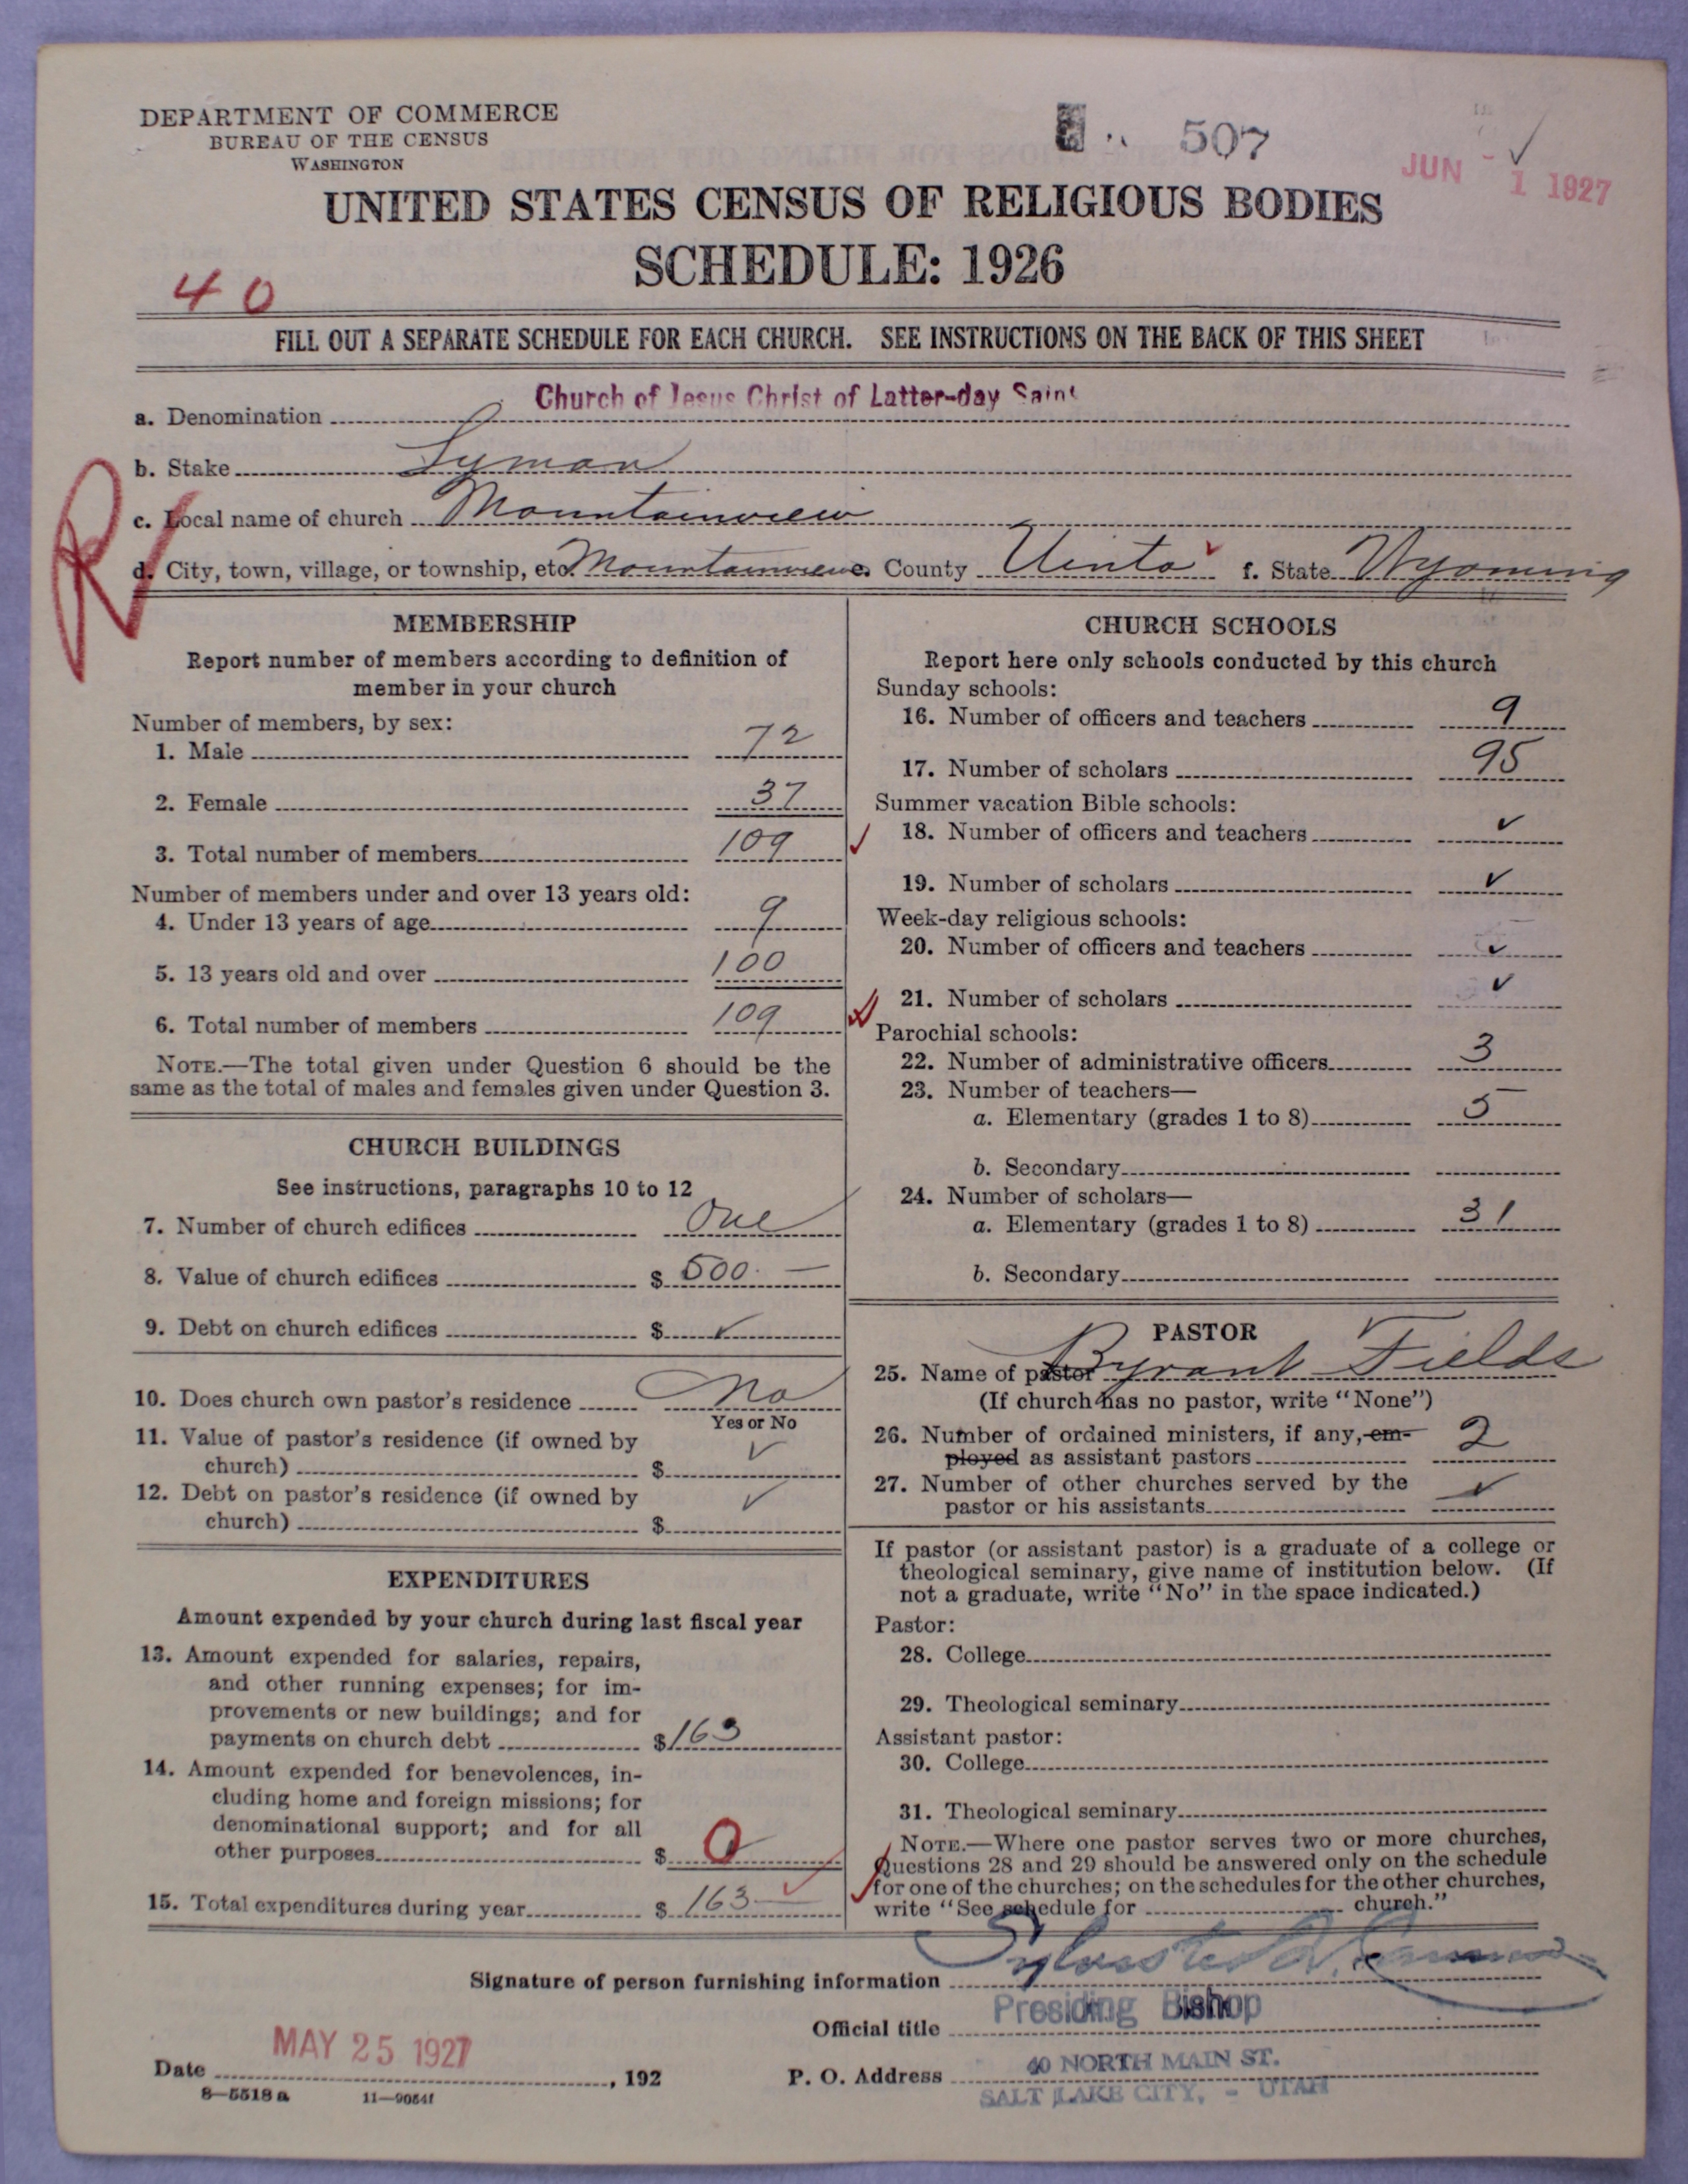 DEPARTMENT OF COMMERCE
BUREAU OF THE CENSUS
WASHINGTON
507
JUN - 1 1927
UNITED STATES CENSUS OF RELIGIOUS BODIES
SCHEDULE: 1926
40
FILL OUT A SEPARATE SCHEDULE FOR EACH CHURCH. SEE INSTRUCTIONS ON THE BACK OF THIS SHEET
a. Denomination Church of Jesus Christ of Latter-day Saint
b. Stake Lyman
R
c. Local name of church Mountainview
d. City, town, village, or township, etc. Mountainview e. County Uinta f. State Wyoming
MEMBERSHIP
Report number of members according to definition of
member in your church
Number of members, by sex:
1. Male 72
2. Female 37
3. Total number of members 109
Number of members under and over 13 years old:
4. Under 13 years of age 9
5. 13 years old and over 100
6. Total number of members 109
NOTE.—The total given under Question 6 should be the
same as the total of males and females given under Question 3.
CHURCH BUILDINGS
See instructions, paragraphs 10 to 12
7. Number of church edifices One
8. Value of church edifices $ 500. —
9. Debt on church edifices $ ✓
10. Does church own pastor's residence No
Yes or No
11. Value of pastor's residence (if owned by
church) $ ✓
12. Debt on pastor's residence (if owned by
church) $ ✓
EXPENDITURES
Amount expended by your church during last fiscal year
13. Amount expended for salaries, repairs,
and other running expenses; for im-
provements or new buildings; and for
payments on church debt $ 163
14. Amount expended for benevolences, in-
cluding home and foreign missions; for
denominational support; and for all
other purposes $ 0
15. Total expenditures during year $ 163 —
CHURCH SCHOOLS
Report here only schools conducted by this church
Sunday schools:
16. Number of officers and teachers 9
17. Number of scholars 95
Summer vacation Bible schools:
18. Number of officers and teachers ✓
19. Number of scholars ✓
Week-day religious schools:
20. Number of officers and teachers ✓
21. Number of scholars ✓
Parochial schools:
22. Number of administrative officers 3
23. Number of teachers—
a. Elementary (grades 1 to 8) 5
b. Secondary
24. Number of scholars—
a. Elementary (grades 1 to 8) 31
b. Secondary
PASTOR
25. Name of pastor Byrant Fields
(If church has no pastor, write "None")
26. Number of ordained ministers, if any, em-
ployed as assistant pastors 2
27. Number of other churches served by the
pastor or his assistants ✓
If pastor (or assistant pastor) is a graduate of a college or
theological seminary, give name of institution below. (If
not a graduate, write "No" in the space indicated.)
Pastor:
28. College
29. Theological seminary
Assistant pastor:
30. College
31. Theological seminary
NOTE.—Where one pastor serves two or more churches,
Questions 28 and 29 should be answered only on the schedule
for one of the churches; on the schedules for the other churches,
write "See schedule for church."
Signature of person furnishing information Sylvester Q. Cannon
Official title Presiding Bishop
Date MAY 25 1927, 192
P. O. Address 40 NORTH MAIN ST.
SALT LAKE CITY, - UTAH
8—5518 a 11—9054f